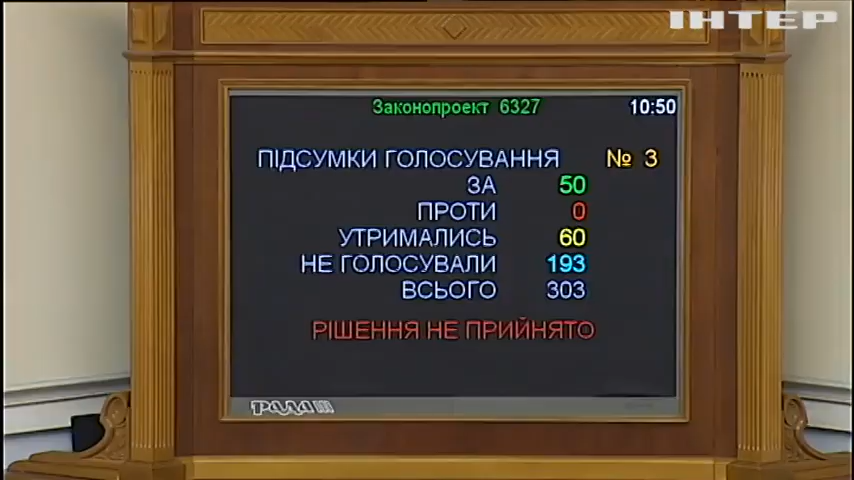 ІНТЕР
Законопроект 6327 10:50
ПІДСУМКИ ГОЛОСУВАННЯ № 3
ЗА 50
ПРОТИ 0
УТРИМАЛИСЬ 60
НЕ ГОЛОСУВАЛИ 193
ВСЬОГО 303
РІШЕННЯ НЕ ПРИЙНЯТО
РАДА